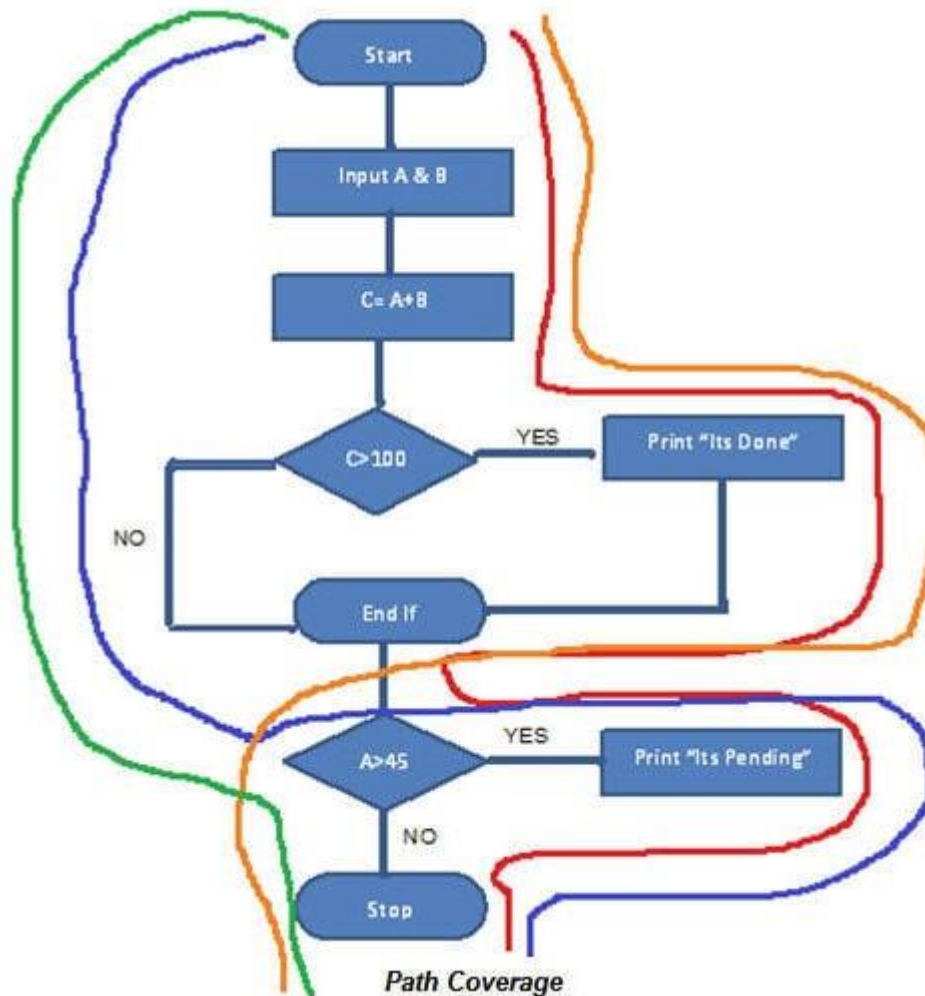 Start
Input A & B
C= A+B
C>100
YES
Print "Its Done"
NO
End If
A>45
YES
Print "Its Pending"
NO
Stop
Path Coverage